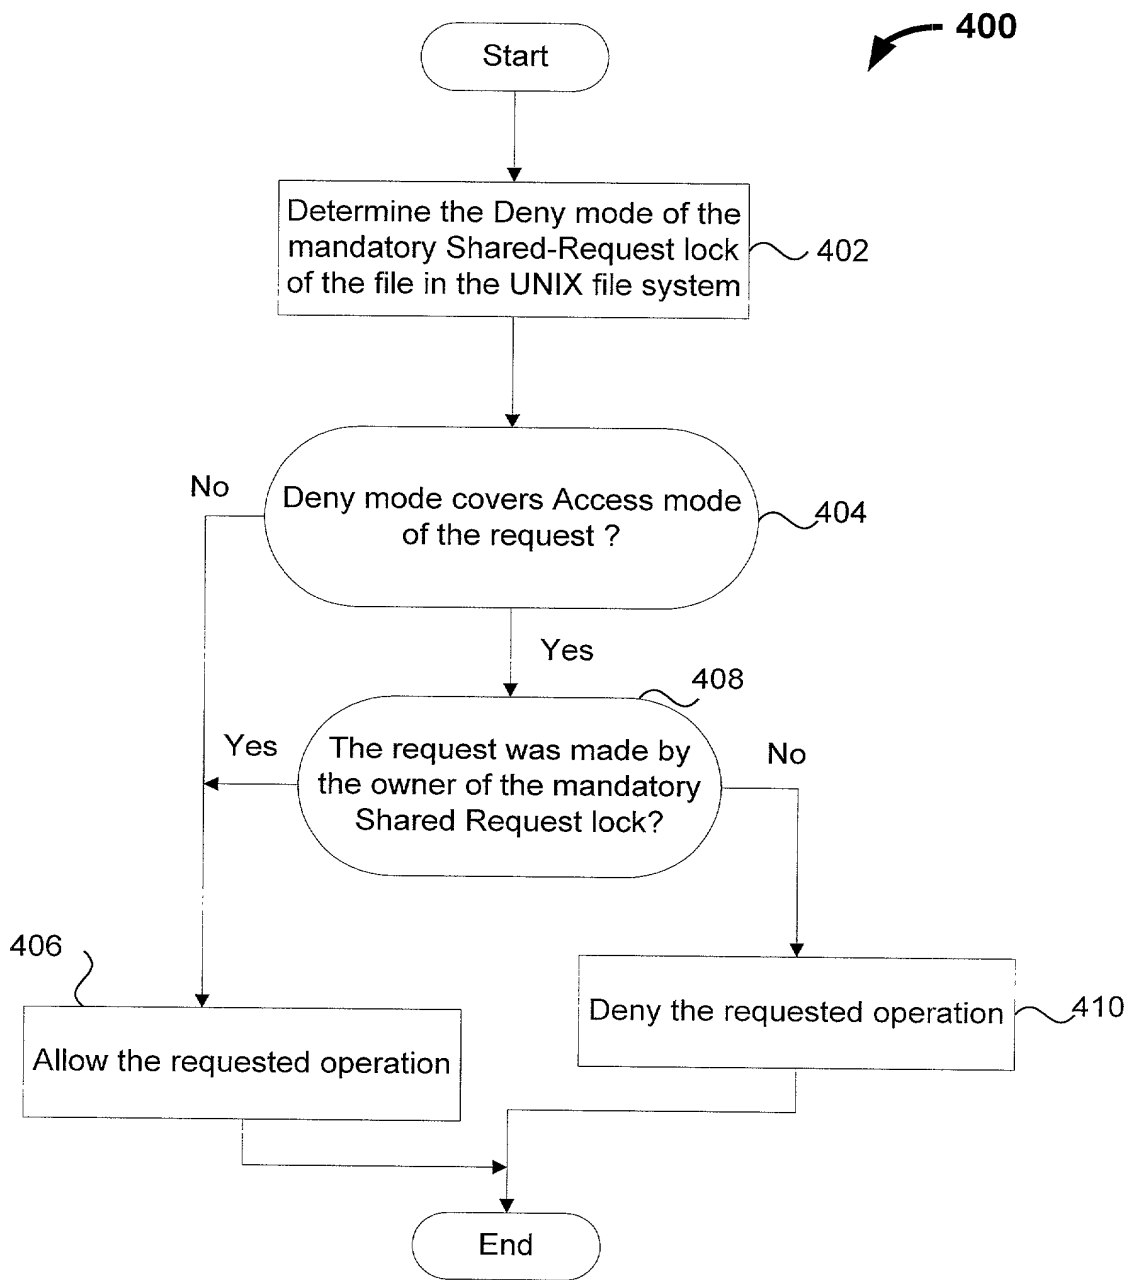 400
Start
Determine the Deny mode of the
mandatory Shared-Request lock
of the file in the UNIX file system
402
No
Deny mode covers Access mode
of the request ?
404
Yes
408
Yes
The request was made by
the owner of the mandatory
Shared Request lock?
No
406
Allow the requested operation
Deny the requested operation
410
End